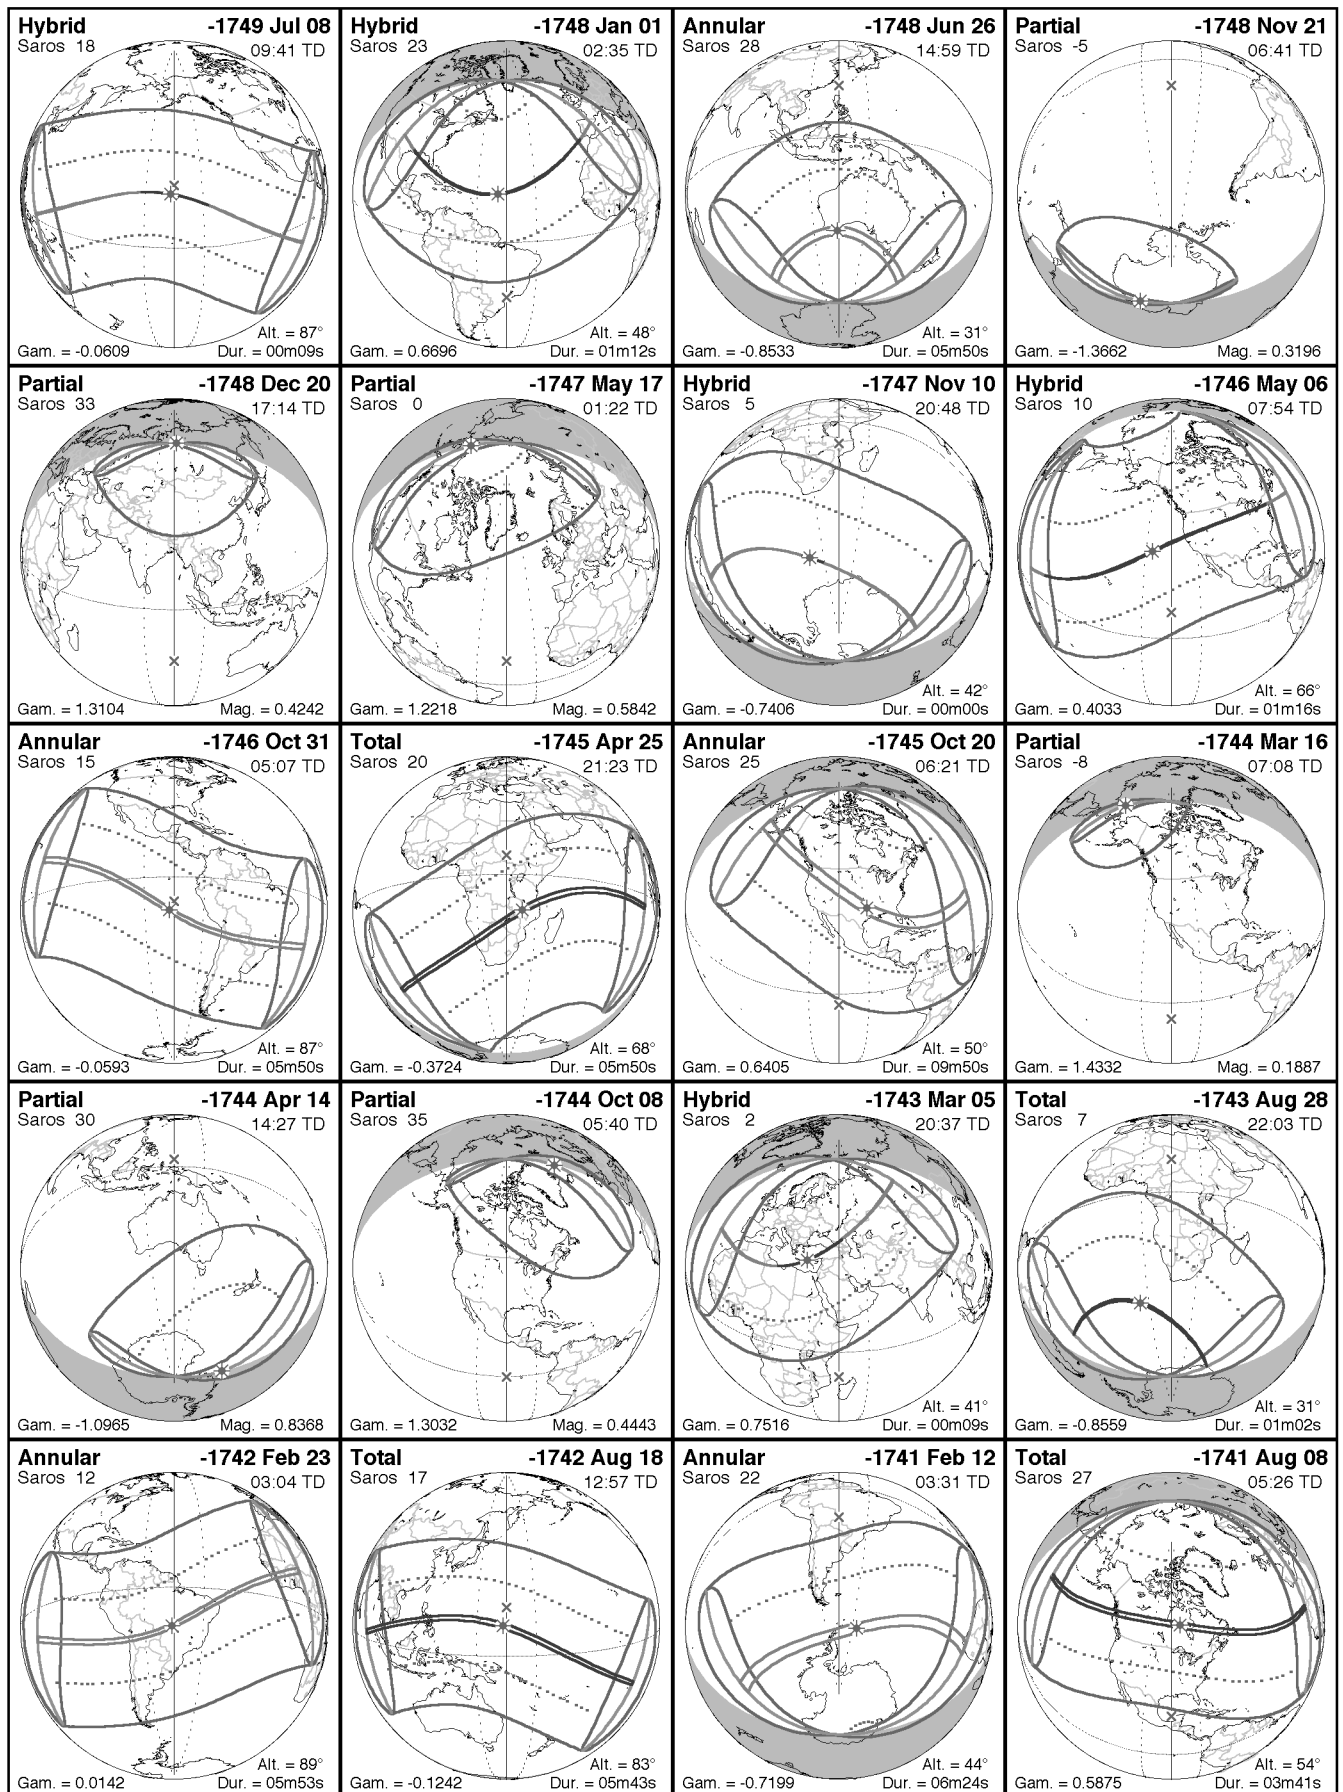 Hybrid -1749 Jul 08
Saros 18 09:41 TD
Alt. = 87°
Gam. = -0.0609 Dur. = 00m09s
Hybrid -1748 Jan 01
Saros 23 02:35 TD
Alt. = 48°
Gam. = 0.6696 Dur. = 01m12s
Annular -1748 Jun 26
Saros 28 14:59 TD
Alt. = 31°
Gam. = -0.8533 Dur. = 05m50s
Partial -1748 Nov 21
Saros -5 06:41 TD
Gam. = -1.3662 Mag. = 0.3196
Partial -1748 Dec 20
Saros 33 17:14 TD
Gam. = 1.3104 Mag. = 0.4242
Partial -1747 May 17
Saros 0 01:22 TD
Gam. = 1.2218 Mag. = 0.5842
Hybrid -1747 Nov 10
Saros 5 20:48 TD
Alt. = 42°
Gam. = -0.7406 Dur. = 00m00s
Hybrid -1746 May 06
Saros 10 07:54 TD
Alt. = 66°
Gam. = 0.4033 Dur. = 01m16s
Annular -1746 Oct 31
Saros 15 05:07 TD
Alt. = 87°
Gam. = -0.0593 Dur. = 05m50s
Total -1745 Apr 25
Saros 20 21:23 TD
Alt. = 68°
Gam. = -0.3724 Dur. = 05m50s
Annular -1745 Oct 20
Saros 25 06:21 TD
Alt. = 50°
Gam. = 0.6405 Dur. = 09m50s
Partial -1744 Mar 16
Saros -8 07:08 TD
Gam. = 1.4332 Mag. = 0.1887
Partial -1744 Apr 14
Saros 30 14:27 TD
Gam. = -1.0965 Mag. = 0.8368
Partial -1744 Oct 08
Saros 35 05:40 TD
Gam. = 1.3032 Mag. = 0.4443
Hybrid -1743 Mar 05
Saros 2 20:37 TD
Alt. = 41°
Gam. = 0.7516 Dur. = 00m09s
Total -1743 Aug 28
Saros 7 22:03 TD
Alt. = 31°
Gam. = -0.8559 Dur. = 01m02s
Annular -1742 Feb 23
Saros 12 03:04 TD
Alt. = 89°
Gam. = 0.0142 Dur. = 05m53s
Total -1742 Aug 18
Saros 17 12:57 TD
Alt. = 83°
Gam. = -0.1242 Dur. = 05m43s
Annular -1741 Feb 12
Saros 22 03:31 TD
Alt. = 44°
Gam. = -0.7199 Dur. = 06m24s
Total -1741 Aug 08
Saros 27 05:26 TD
Alt. = 54°
Gam. = 0.5875 Dur. = 03m41s